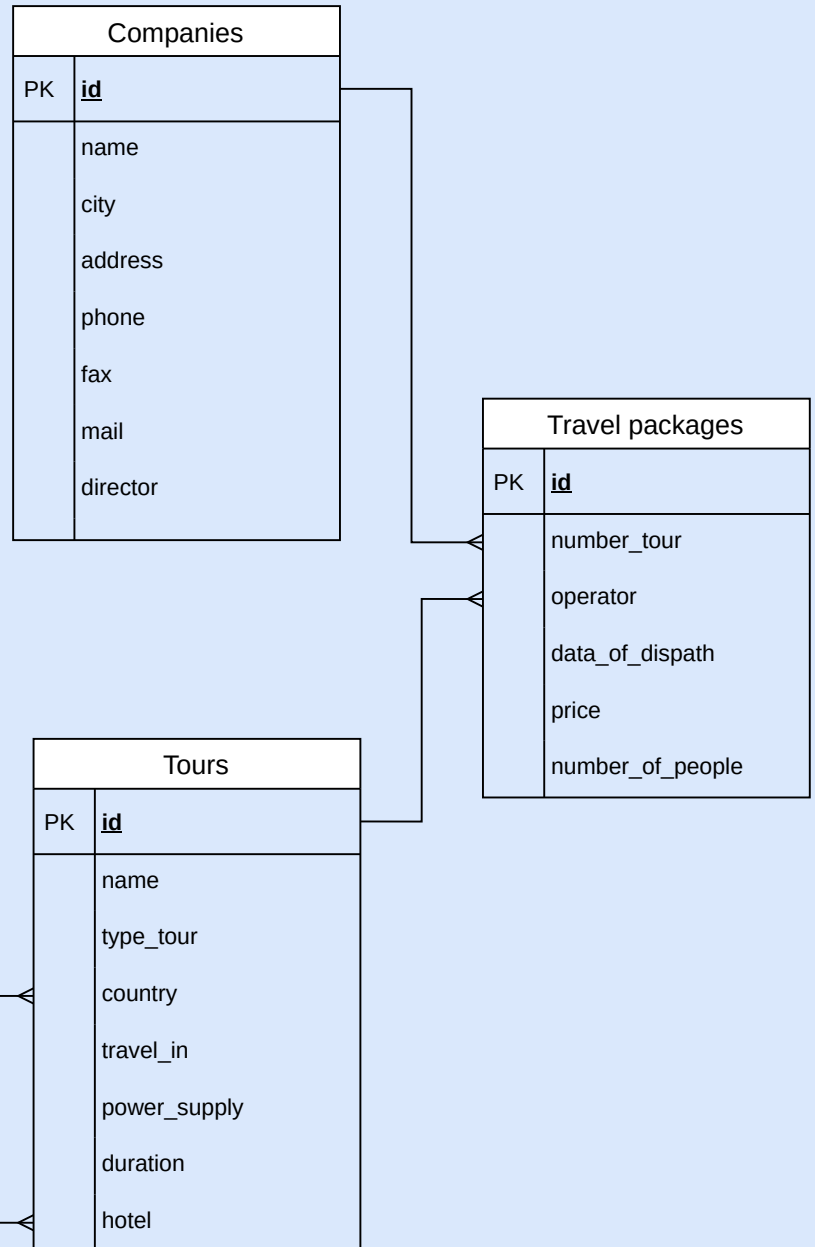 Companies
PK id
name
city
address
phone
fax
mail
director
Travel packages
PK id
number_tour
operator
data_of_dispath
price
number_of_people
Tours
PK id
name
type_tour
country
travel_in
power_supply
duration
hotel